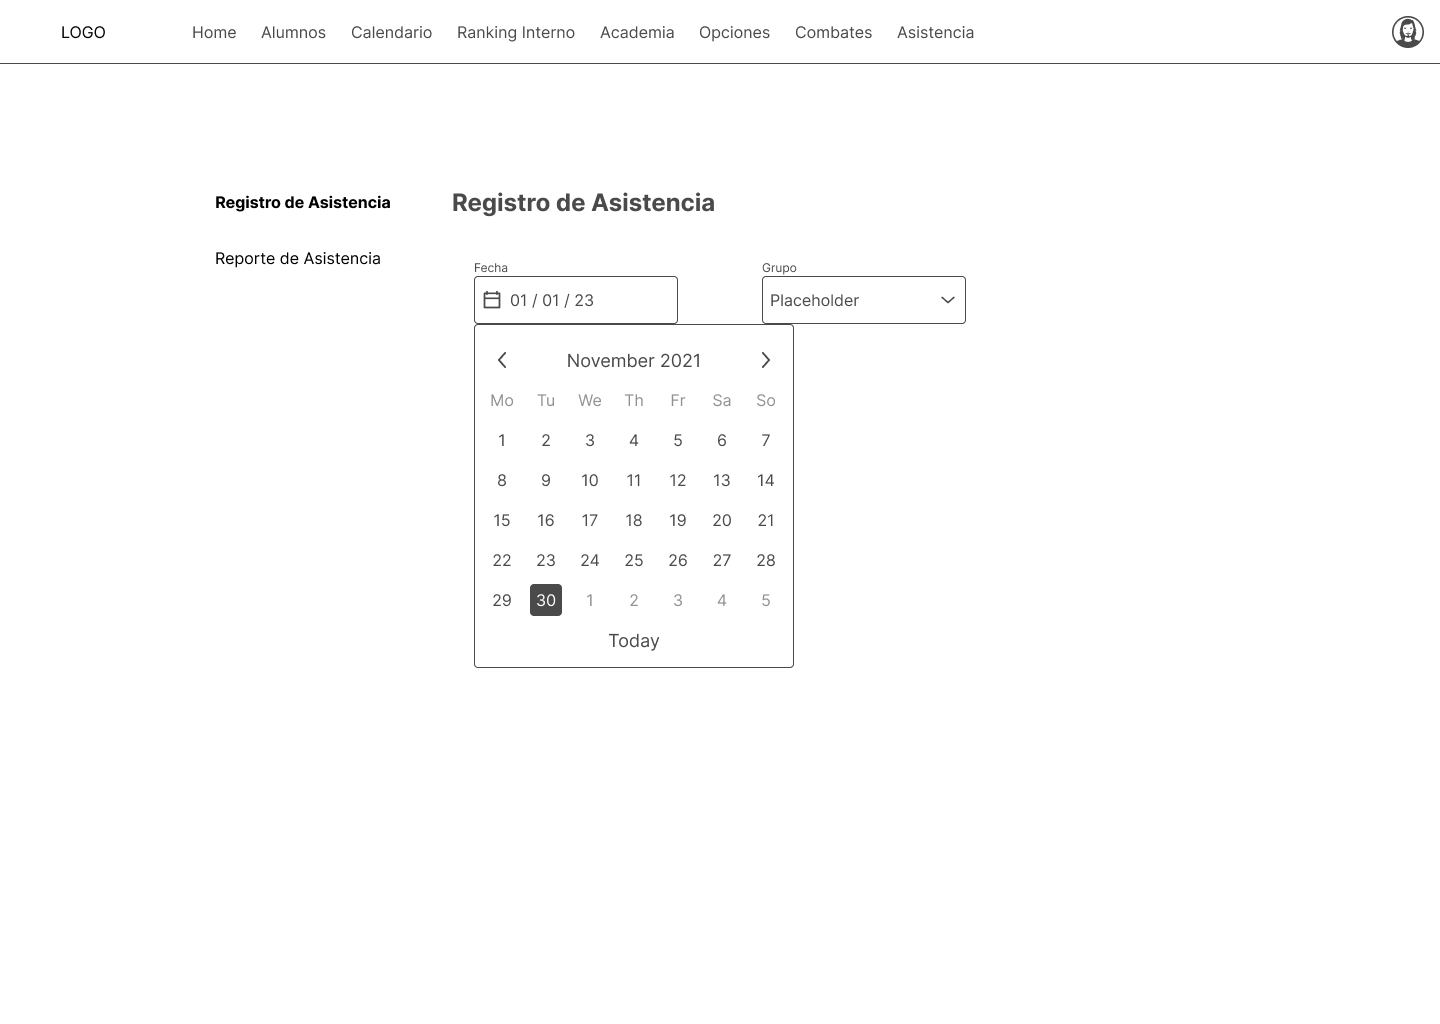 LOGO Home Alumnos Calendario Ranking Interno Academia Opciones Combates Asistencia
Registro de Asistencia
Reporte de Asistencia
Registro de Asistencia
Fecha
01 / 01 / 23
Grupo
Placeholder
November 2021
Mo Tu We Th Fr Sa So
1 2 3 4 5 6 7
8 9 10 11 12 13 14
15 16 17 18 19 20 21
22 23 24 25 26 27 28
29 30 1 2 3 4 5
Today